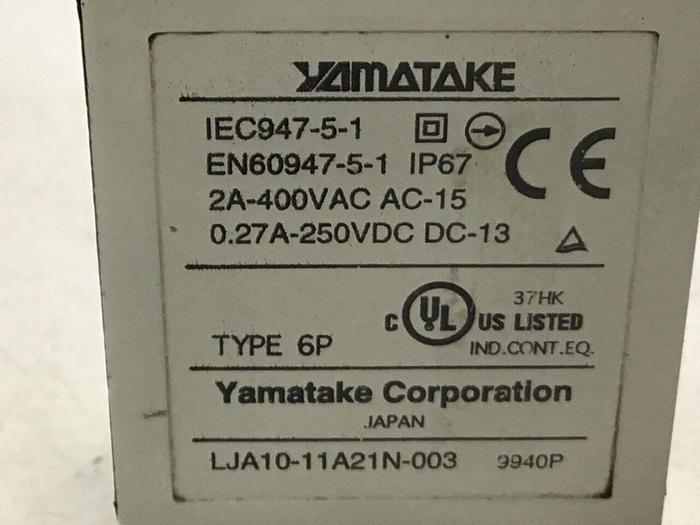 YAMATAKE
IEC947-5-1
EN60947-5-1 IP67
CE
2A-400VAC AC-15
0.27A-250VDC DC-13
37HK
C UL US LISTED
TYPE 6P
IND.CONT.EQ.
Yamatake Corporation
JAPAN
LJA10-11A21N-003 9940P